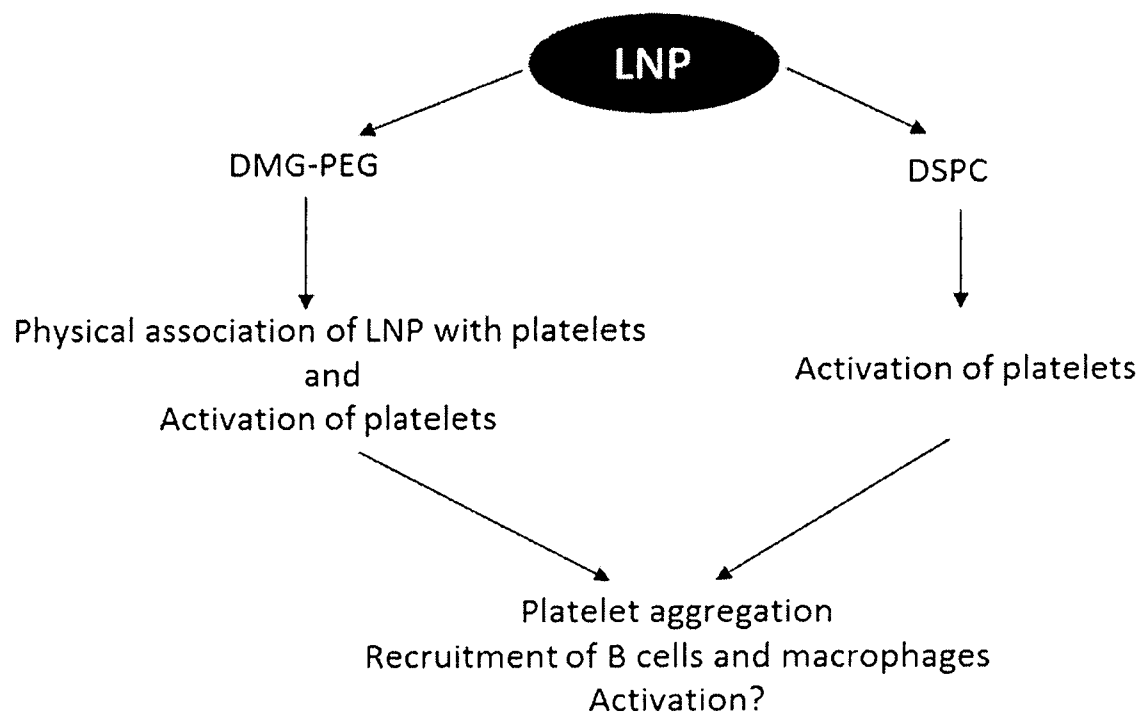 LNP
DMG-PEG
DSPC
Physical association of LNP with platelets
and
Activation of platelets
Activation of platelets
Platelet aggregation
Recruitment of B cells and macrophages
Activation?